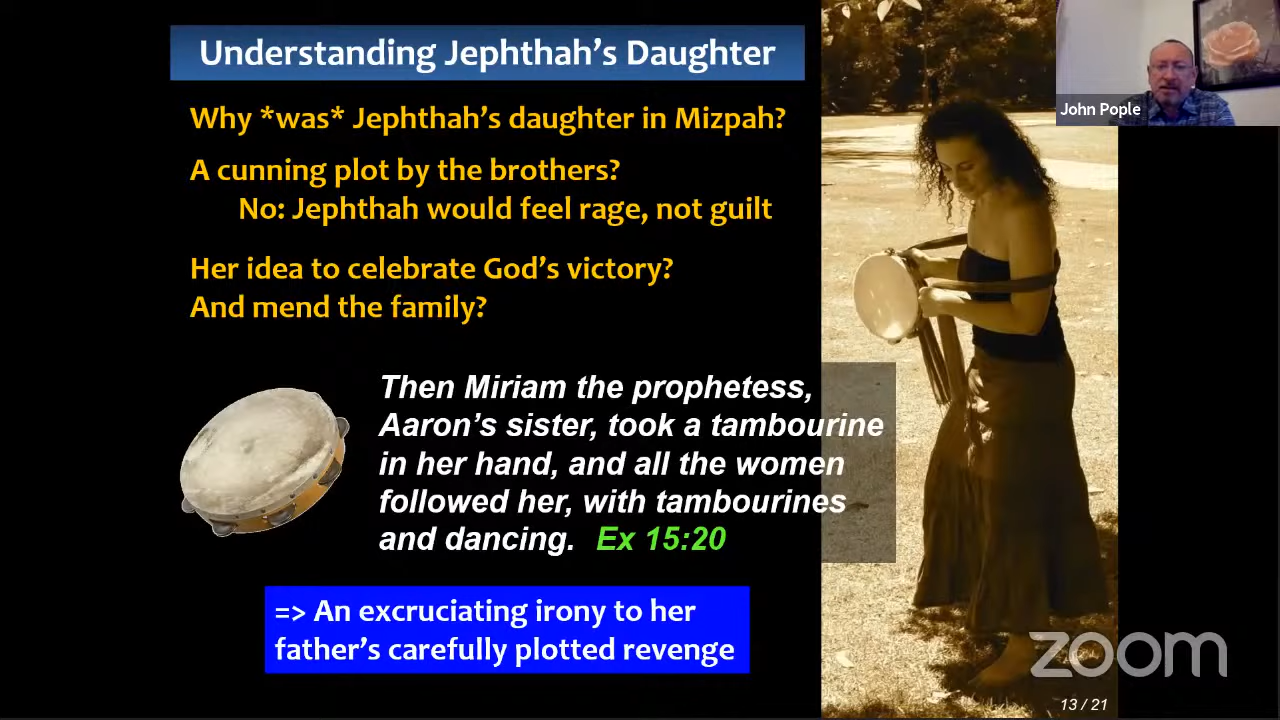 Understanding Jephthah’s Daughter
Why *was* Jephthah’s daughter in Mizpah?
A cunning plot by the brothers?
No: Jephthah would feel rage, not guilt
Her idea to celebrate God’s victory?
And mend the family?
Then Miriam the prophetess,
Aaron’s sister, took a tambourine
in her hand, and all the women
followed her, with tambourines
and dancing. Ex 15:20
=> An excruciating irony to her
father’s carefully plotted revenge
John Pople
zoom
13 / 21